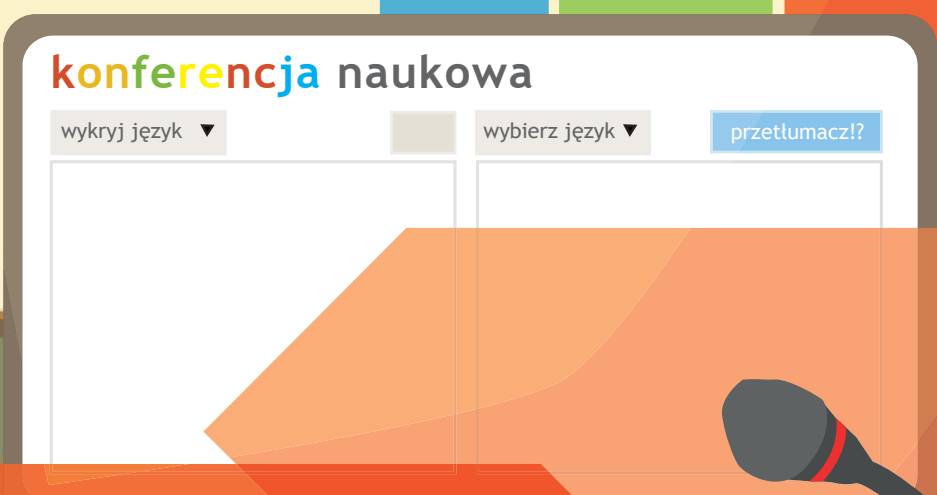 konferencja naukowa
wykryj język ▼ wybierz język ▼ przetłumacz!?